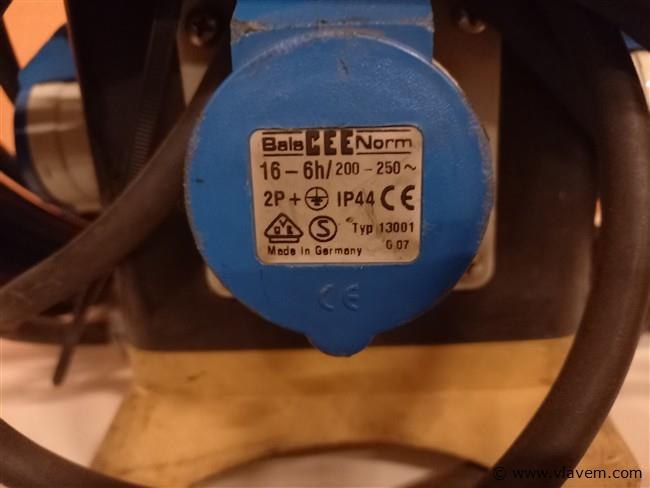 Bals CEE Norm
16 – 6h/ 200 – 250 ~
2P + IP44 CE
VDE S Typ 13001
Made in Germany G 07
CE
© www.vlavem.com